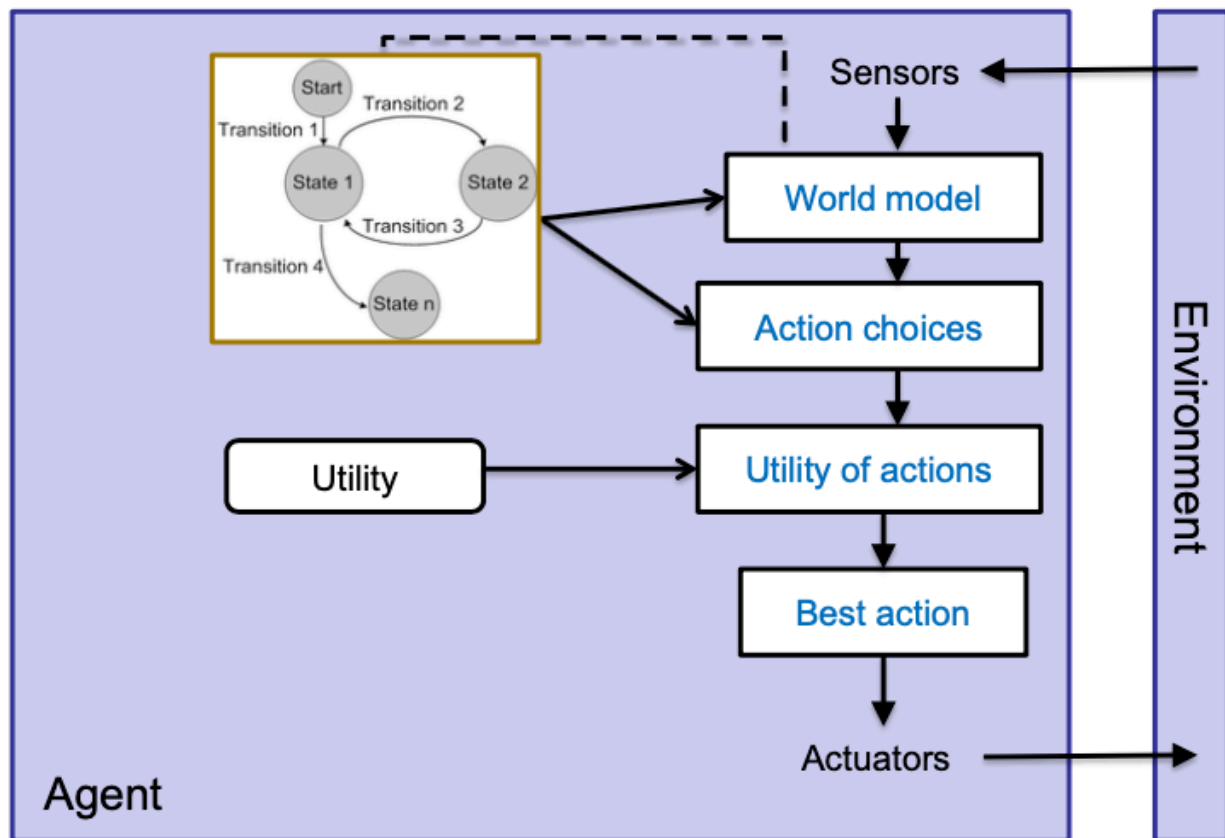 Sensors
Start
Transition 2
Transition 1
State 1
State 2
World model
Transition 3
Transition 4
State n
Action choices
Environment
Utility
Utility of actions
Best action
Actuators
Agent